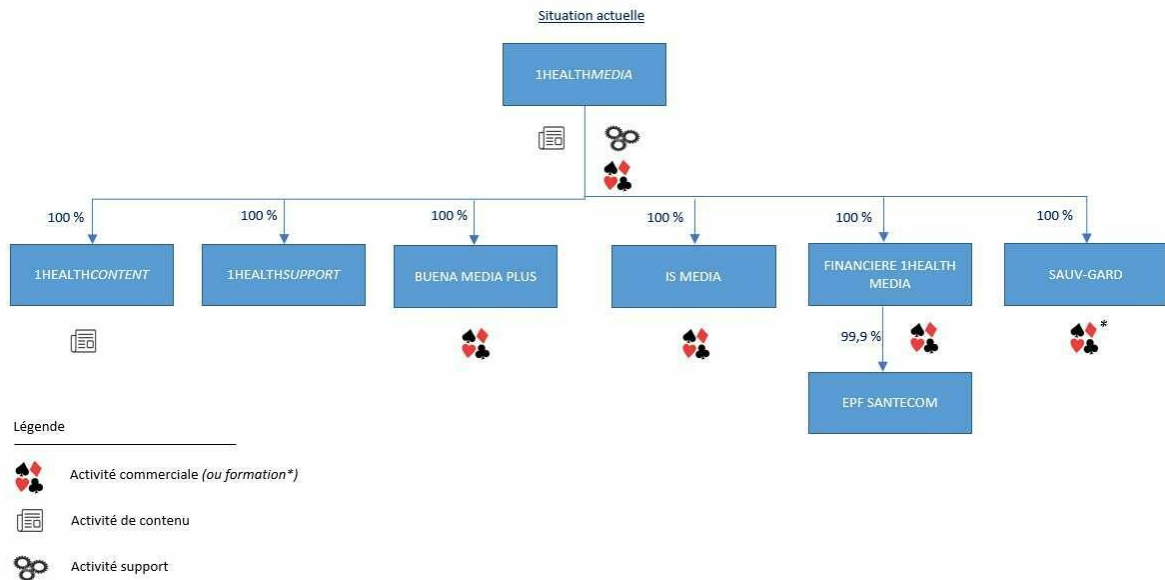 Situation actuelle
1HEALTHMEDIA
100 %
100 %
100 %
100 %
100 %
100 %
1HEALTHCONTENT
1HEALTHSUPPORT
BUENA MEDIA PLUS
IS MEDIA
FINANCIERE 1HEALTH
MEDIA
SAUV-GARD
*
99,9 %
EPF SANTECOM
Légende
Activité commerciale (ou formation*)
Activité de contenu
Activité support